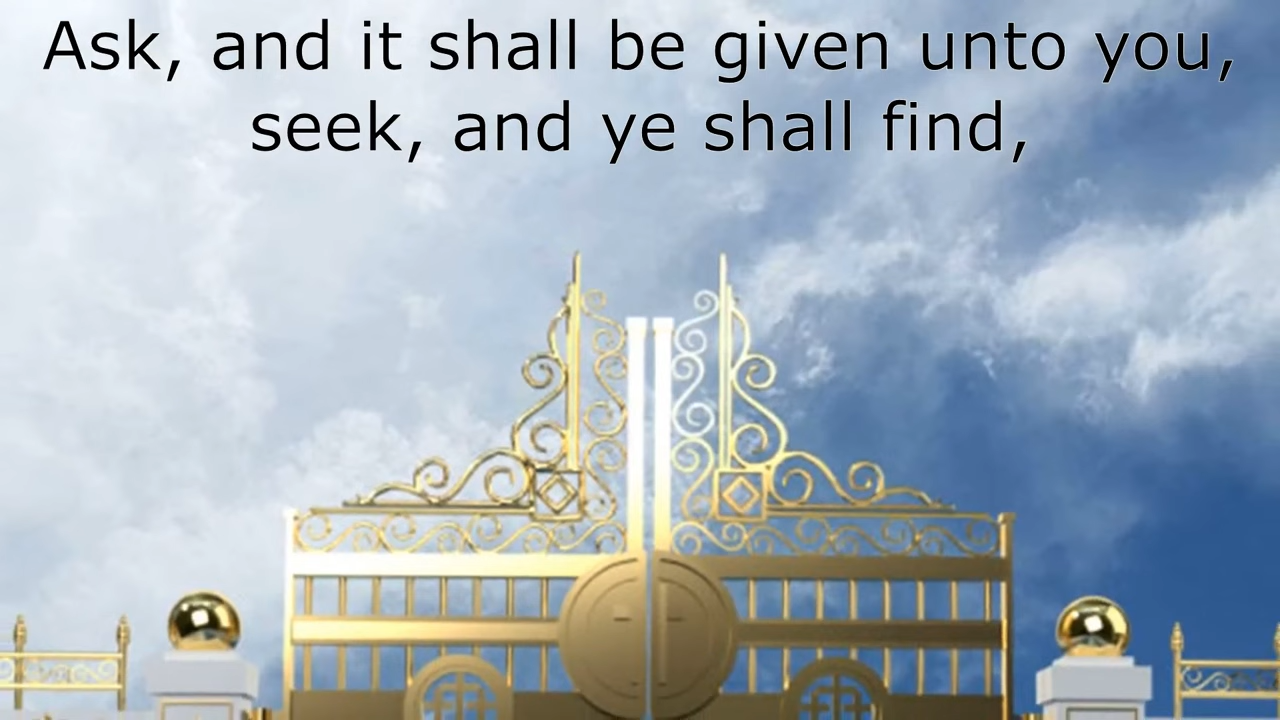 Ask, and it shall be given unto you,
seek, and ye shall find,